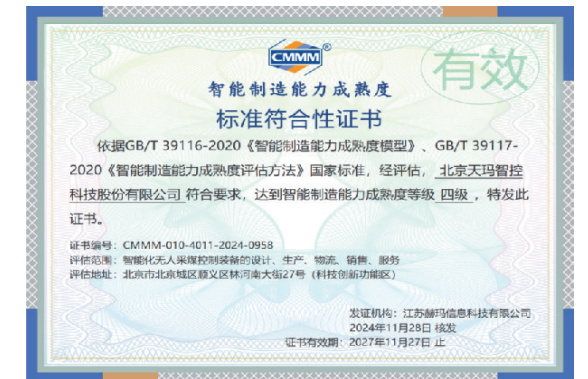 CMMM®
有效
智能制造能力成熟度
标准符合性证书
依据GB/T 39116-2020《智能制造能力成熟度模型》、GB/T 39117-
2020《智能制造能力成熟度评估方法》国家标准，经评估，北京天玛智控
科技股份有限公司 符合要求，达到智能制造能力成熟度等级 四级 ，特发此
证书。
证书编号：CMMM-010-4011-2024-0958
评估范围：智能化无人采煤控制装备的设计、生产、物流、销售、服务
评估地址：北京市北京城区顺义区林河南大街27号（科技创新功能区）
发证机构：江苏赫玛信息科技有限公司
2024年11月28日 核发
证书有效期：2027年11月27日 止